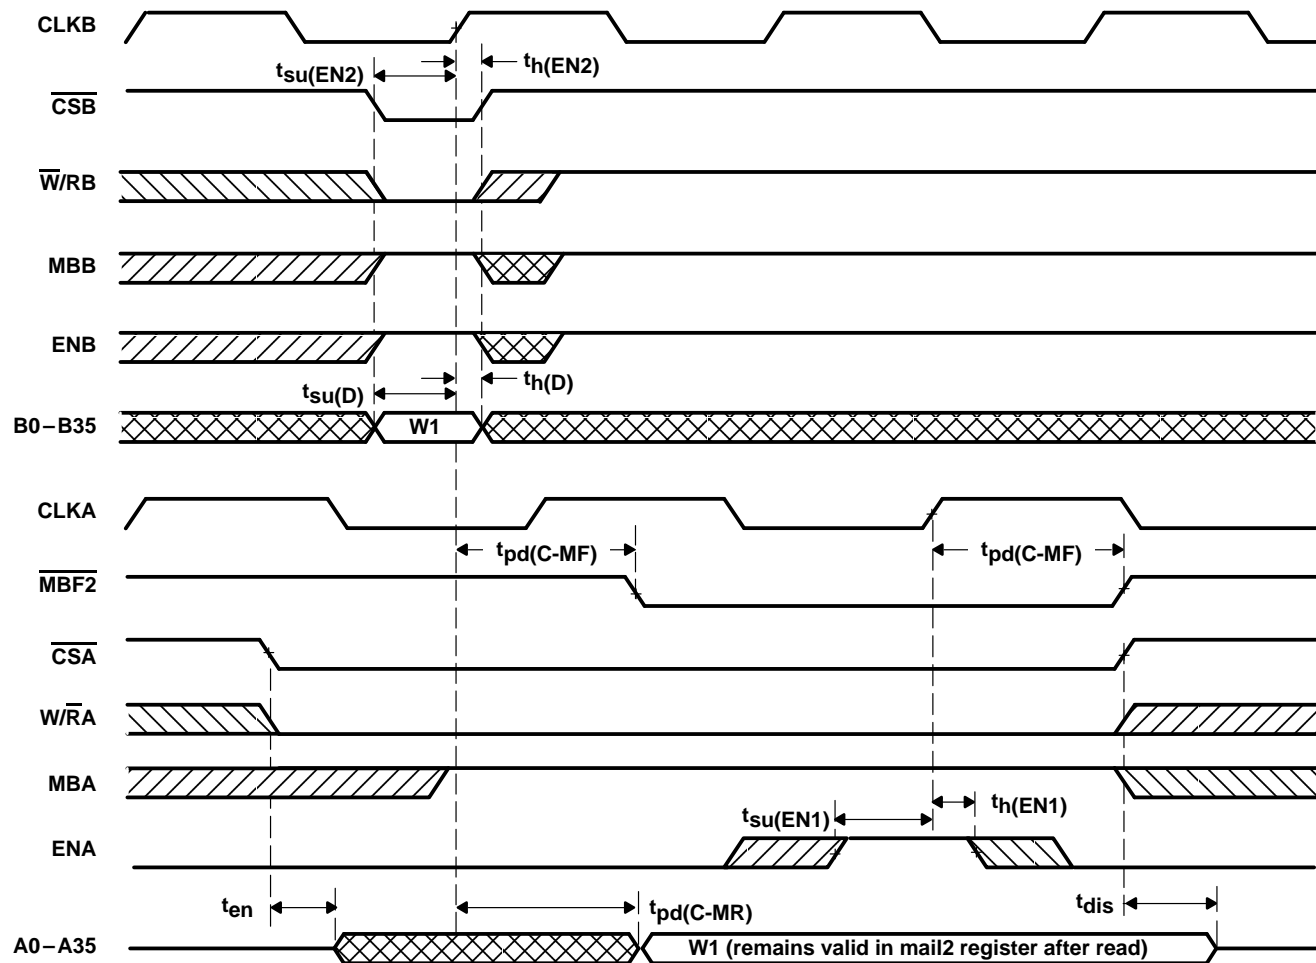 CLKB
tsu(EN2)
th(EN2)
CSB
W/RB
MBB
ENB
tsu(D)
th(D)
B0–B35
W1
CLKA
tpd(C-MF)
tpd(C-MF)
MBF2
CSA
W/RA
MBA
tsu(EN1)
th(EN1)
ENA
ten
tpd(C-MR)
tdis
A0–A35
W1 (remains valid in mail2 register after read)